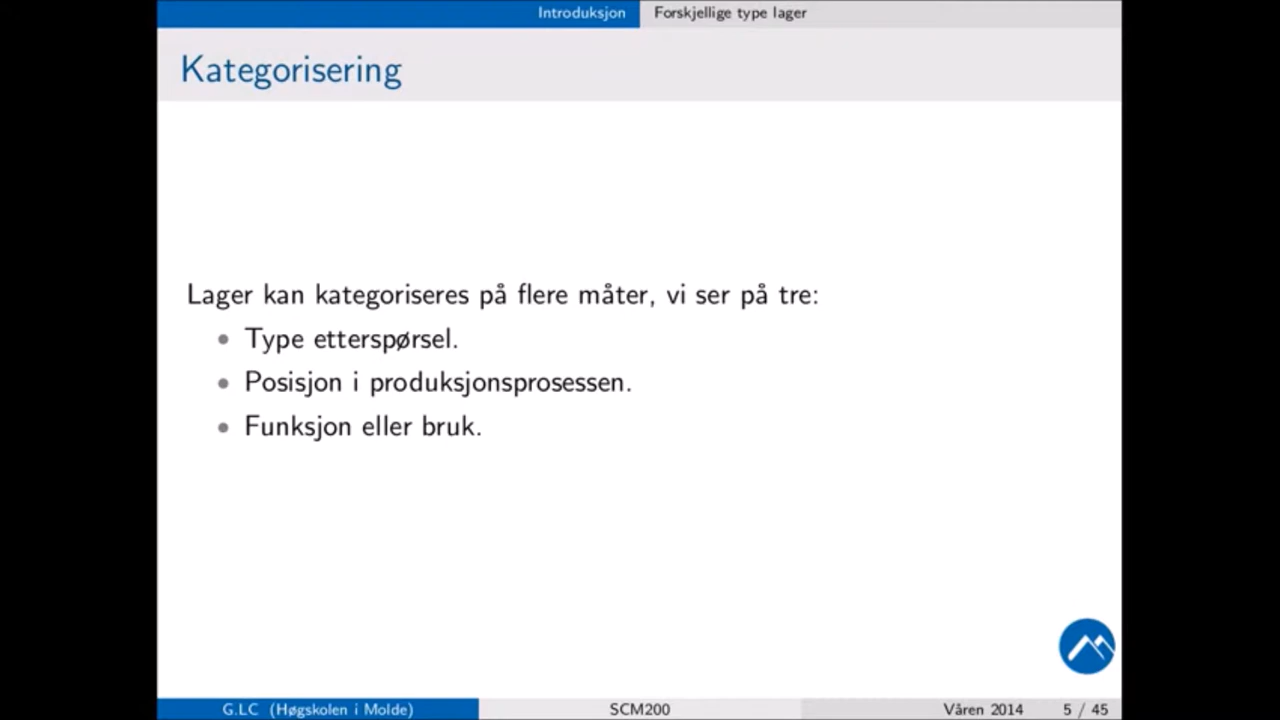 Introduksjon Forskjellige type lager
Kategorisering
Lager kan kategoriseres på flere måter, vi ser på tre:
• Type etterspørsel.
• Posisjon i produksjonsprosessen.
• Funksjon eller bruk.
G.LC (Høgskolen i Molde) SCM200 Våren 2014 5 / 45